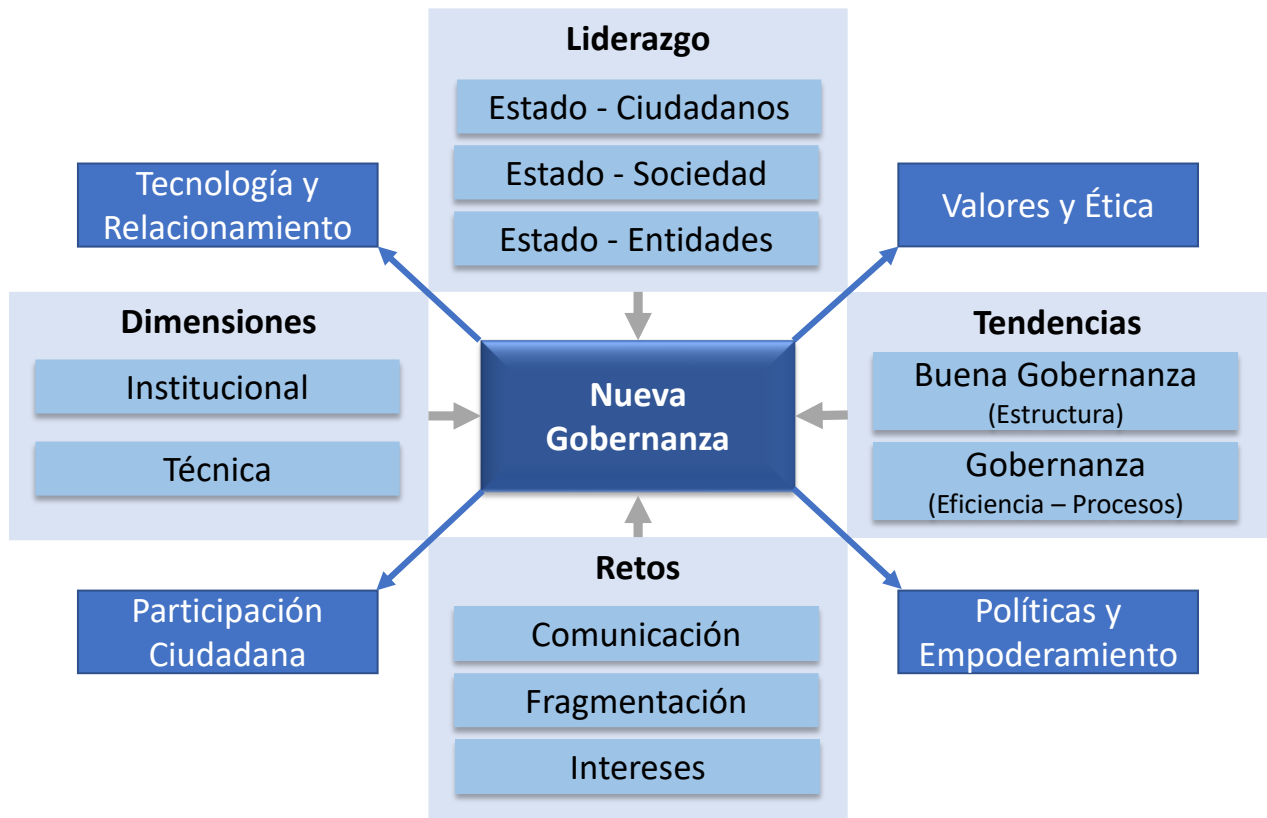 Liderazgo
Estado - Ciudadanos
Estado - Sociedad
Estado - Entidades
Tecnología y
Relacionamiento
Valores y Ética
Dimensiones
Institucional
Técnica
Nueva
Gobernanza
Tendencias
Buena Gobernanza
(Estructura)
Gobernanza
(Eficiencia – Procesos)
Retos
Comunicación
Fragmentación
Intereses
Participación
Ciudadana
Políticas y
Empoderamiento